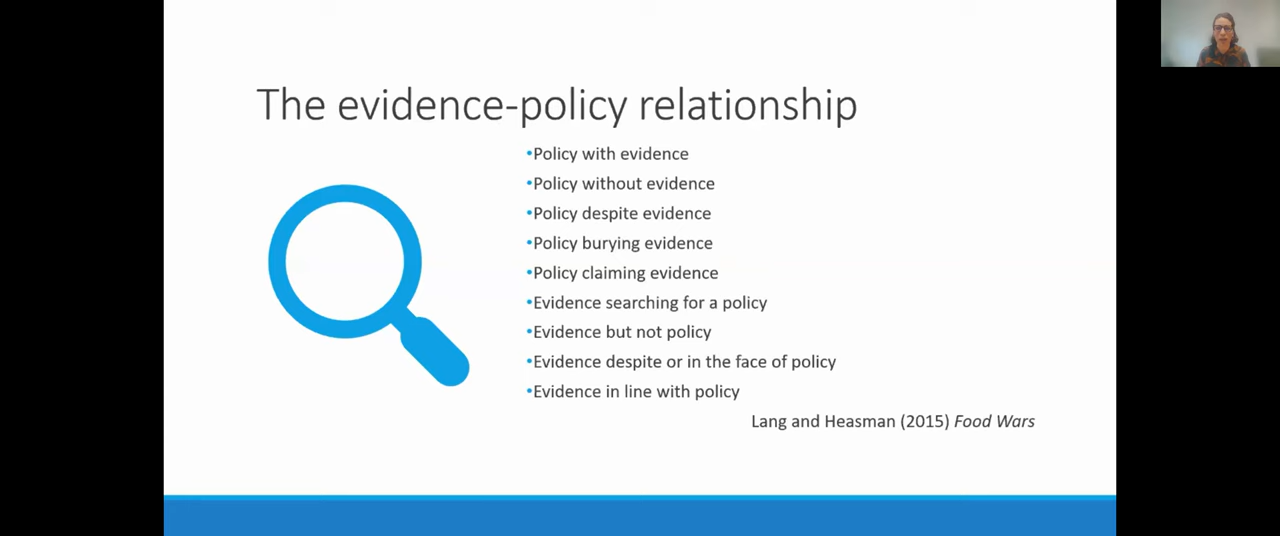 The evidence-policy relationship
•Policy with evidence
•Policy without evidence
•Policy despite evidence
•Policy burying evidence
•Policy claiming evidence
•Evidence searching for a policy
•Evidence but not policy
•Evidence despite or in the face of policy
•Evidence in line with policy
Lang and Heasman (2015) Food Wars